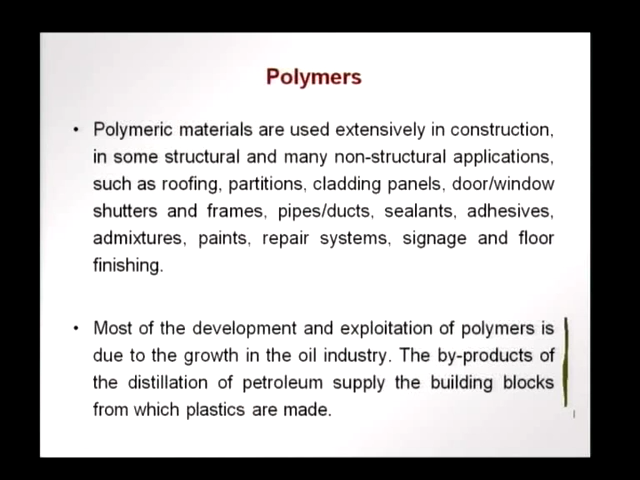 Polymers
• Polymeric materials are used extensively in construction,
in some structural and many non-structural applications,
such as roofing, partitions, cladding panels, door/window
shutters and frames, pipes/ducts, sealants, adhesives,
admixtures, paints, repair systems, signage and floor
finishing.
• Most of the development and exploitation of polymers is
due to the growth in the oil industry. The by-products of
the distillation of petroleum supply the building blocks
from which plastics are made.